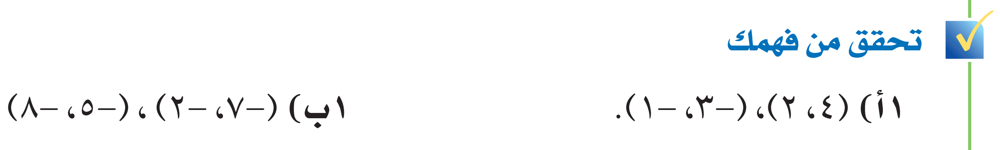 تحقق من فهمك
١أ) (٤، ٢)، (−٣، −١).
١ب) (−٧، −٢)، (−٥، −٨)